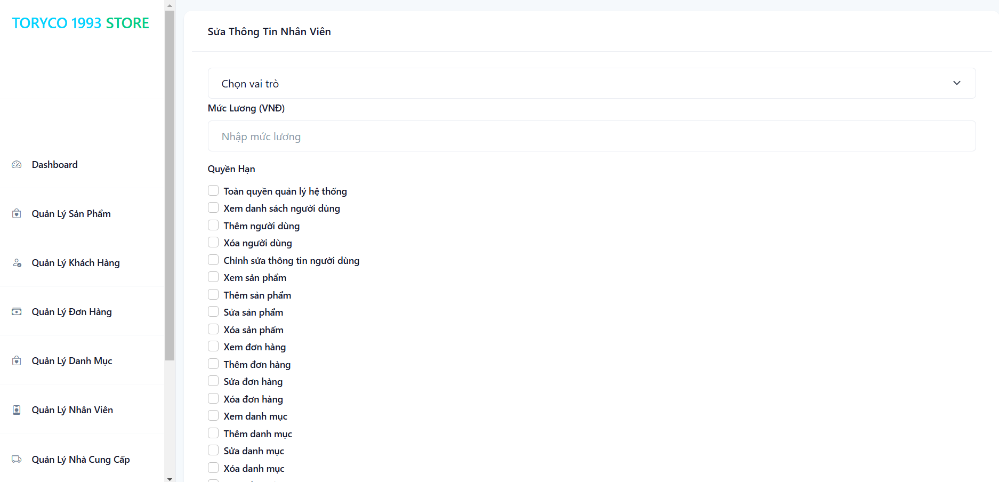 TORYCO 1993 STORE
Dashboard
Quản Lý Sản Phẩm
Quản Lý Khách Hàng
Quản Lý Đơn Hàng
Quản Lý Danh Mục
Quản Lý Nhân Viên
Quản Lý Nhà Cung Cấp
Sửa Thông Tin Nhân Viên
Chọn vai trò
Mức Lương (VNĐ)
Nhập mức lương
Quyền Hạn
Toàn quyền quản lý hệ thống
Xem danh sách người dùng
Thêm người dùng
Xóa người dùng
Chỉnh sửa thông tin người dùng
Xem sản phẩm
Thêm sản phẩm
Sửa sản phẩm
Xóa sản phẩm
Xem đơn hàng
Thêm đơn hàng
Sửa đơn hàng
Xóa đơn hàng
Xem danh mục
Thêm danh mục
Sửa danh mục
Xóa danh mục